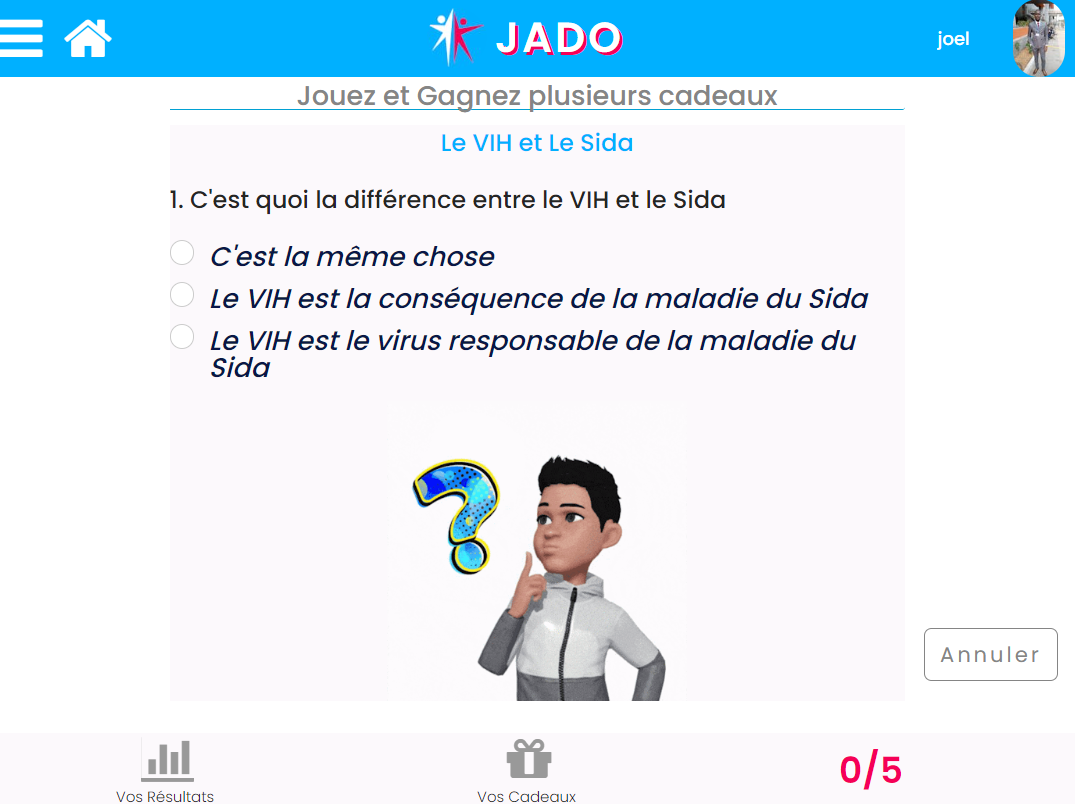 JADO
joel
Jouez et Gagnez plusieurs cadeaux
Le VIH et Le Sida
1. C'est quoi la différence entre le VIH et le Sida
C'est la même chose
Le VIH est la conséquence de la maladie du Sida
Le VIH est le virus responsable de la maladie du
Sida
?
Annuler
Vos Résultats
Vos Cadeaux
0/5